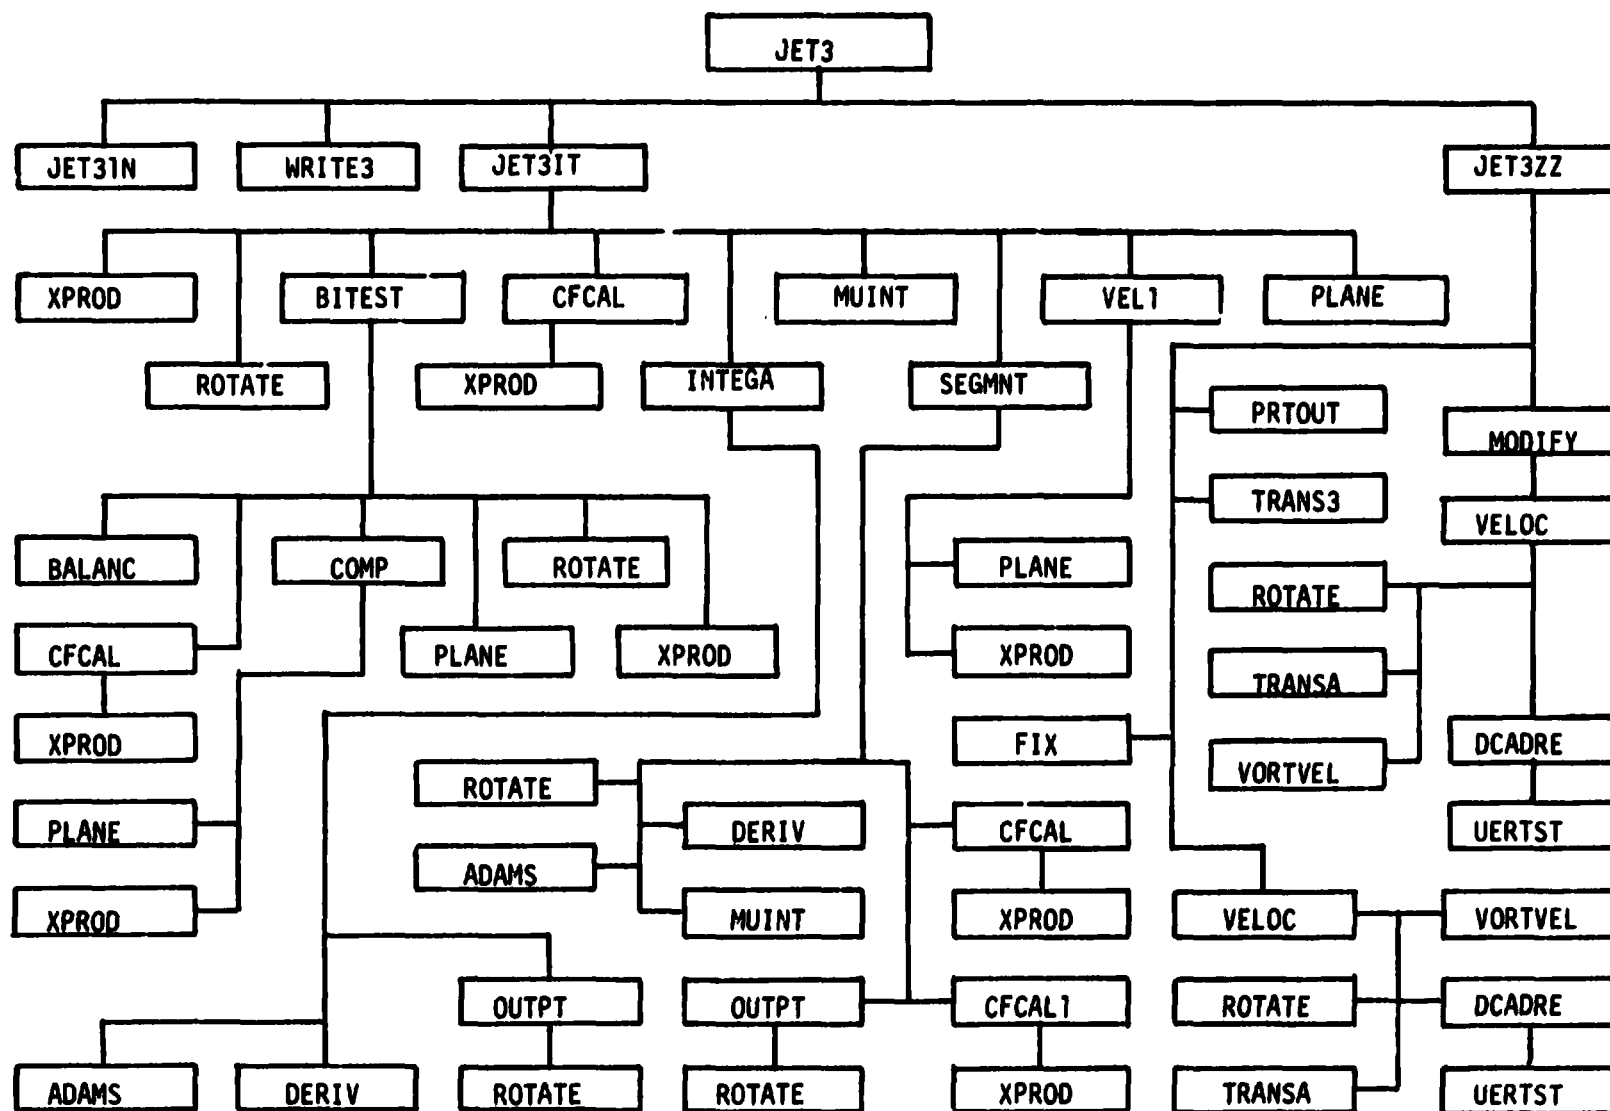 JET3
JET3IN
WRITE3
JET3IT
JET3ZZ
XPROD
BITEST
CFCAL
MUINT
VEL1
PLANE
ROTATE
XPROD
INTEGA
SEGMNT
PRTOUT
MODIFY
TRANS3
VELOC
BALANC
COMP
ROTATE
PLANE
ROTATE
CFCAL
PLANE
XPROD
XPROD
TRANSA
XPROD
FIX
DCADRE
VORTVEL
ROTATE
PLANE
DERIV
CFCAL
UERTST
ADAMS
XPROD
MUINT
XPROD
VELOC
VORTVEL
OUTPT
OUTPT
CFCAL1
ROTATE
DCADRE
ADAMS
DERIV
ROTATE
ROTATE
XPROD
TRANSA
UERTST